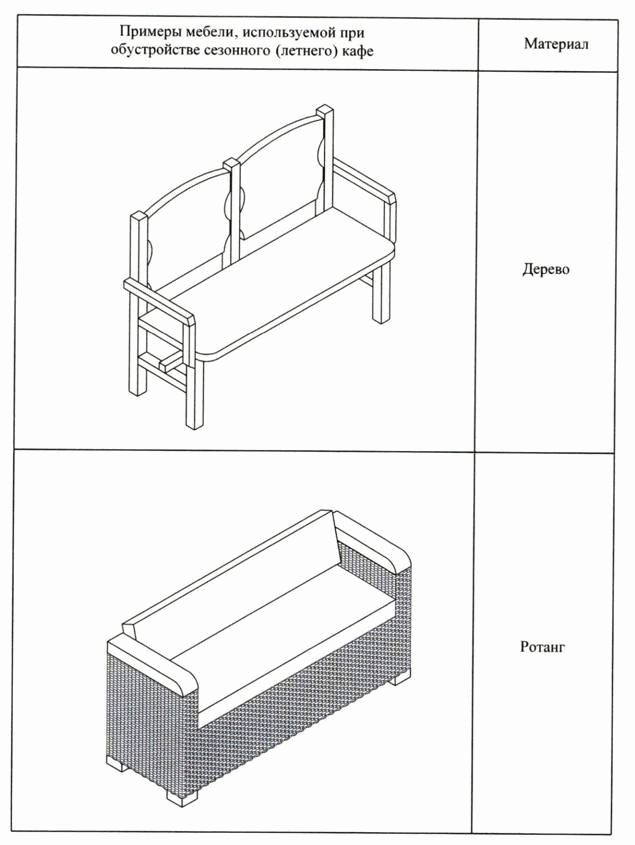 Примеры мебели, используемой при
обустройстве сезонного (летнего) кафе
Материал
Дерево
Ротанг